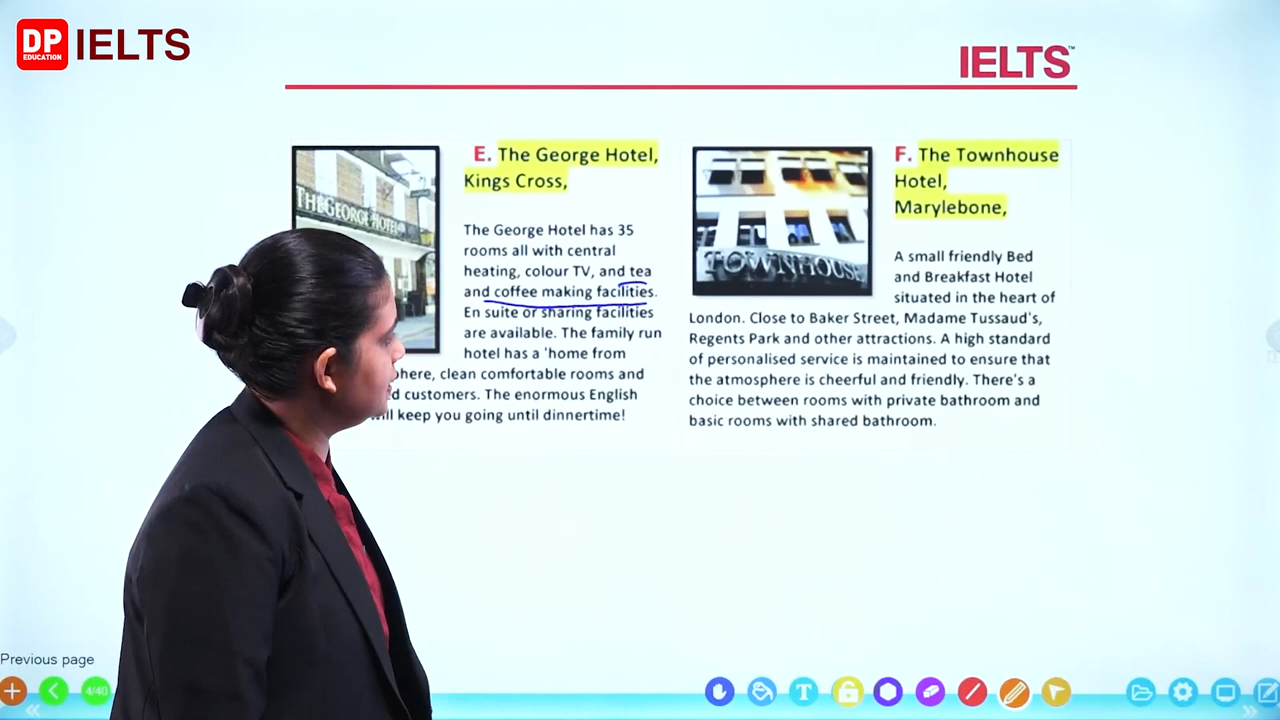 DP
EDUCATION
IELTS
IELTS™
E. The George Hotel,
Kings Cross,
THE GEORGE HOTEL
The George Hotel has 35
rooms all with central
heating, colour TV, and tea
and coffee making facilities.
En suite or sharing facilities
are available. The family run
hotel has a 'home from
clean comfortable rooms and
customers. The enormous English
keep you going until dinnertime!
F. The Townhouse
Hotel,
Marylebone,
TOWNHOUSE
A small friendly Bed
and Breakfast Hotel
situated in the heart of
London. Close to Baker Street, Madame Tussaud's,
Regents Park and other attractions. A high standard
of personalised service is maintained to ensure that
the atmosphere is cheerful and friendly. There's a
choice between rooms with private bathroom and
basic rooms with shared bathroom.
Previous page
4/40
T